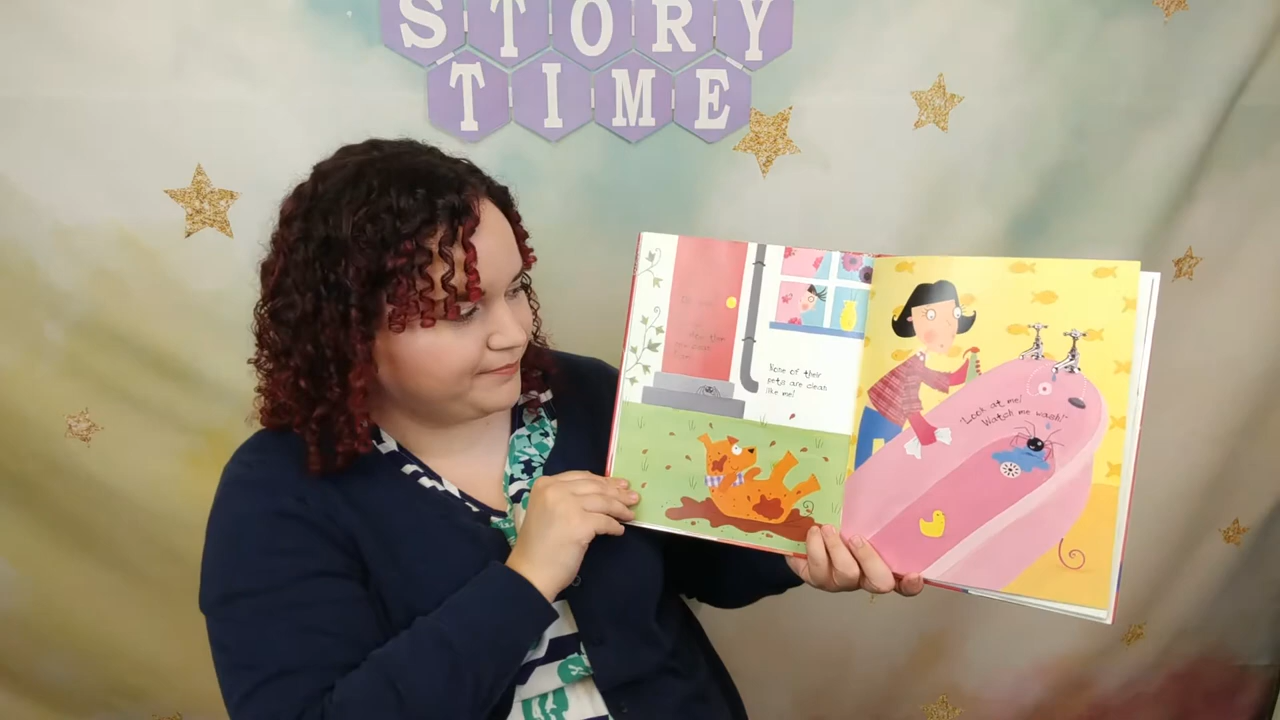 STORY
TIME
None of their
pets are clean
like me!
"Look at me!
Watch me wash!"